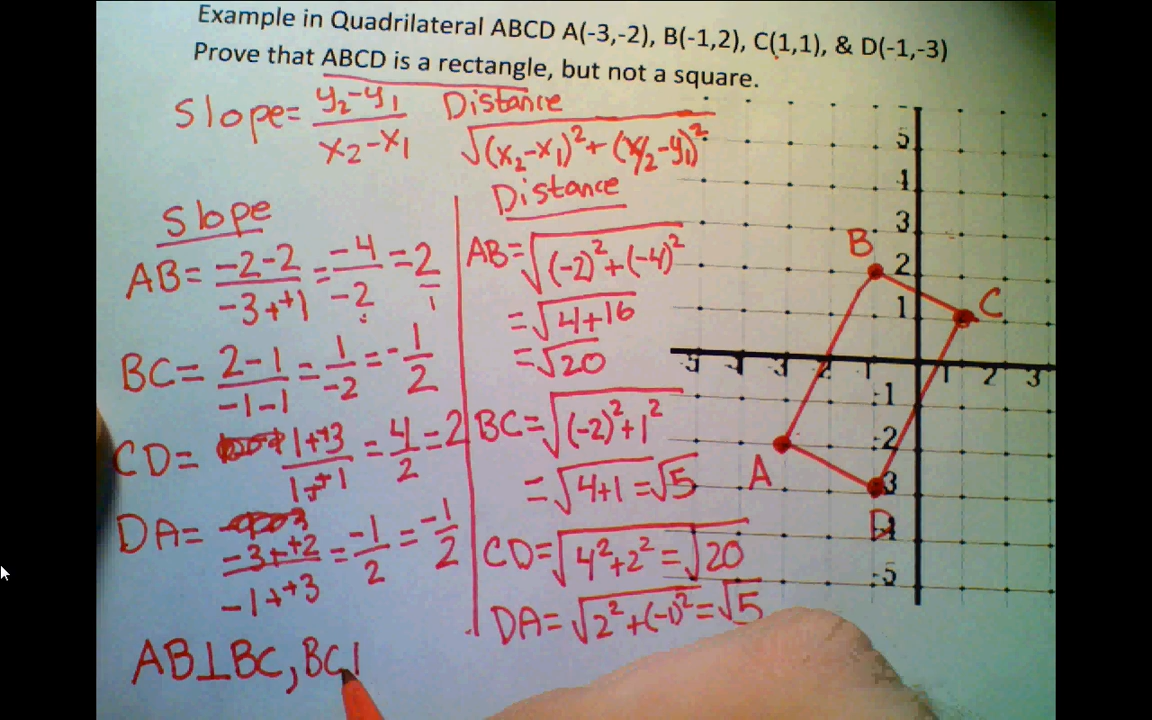 Example in Quadrilateral ABCD A(-3,-2), B(-1,2), C(1,1), & D(-1,-3)
Prove that ABCD is a rectangle, but not a square.
Slope= y₂-y₁ / x₂-x₁
Distance
√(x₂-x₁)²+(y₂-y₁)²
Slope
AB= -2-2 / -3++1 = -4 / -2 = 2 / 1
BC= 2-1 / -1-1 = 1 / -2 = -1 / 2
CD= 1++3 / 1++1 = 4 / 2 = 2
DA= -3++2 / -1++3 = -1 / 2 = -1 / 2
AB⊥BC, BC
Distance
AB=√(-2)²+(-4)²
=√4+16
=√20
BC=√(-2)²+1²
=√4+1=√5
CD=√4²+2²=√20
DA=√2²+(-1)²=√5
5
4
3
B
2
C
1
-5 -4 -3 -2 -1 1 2 3
-1
-2
A
-3
D
-4
-5